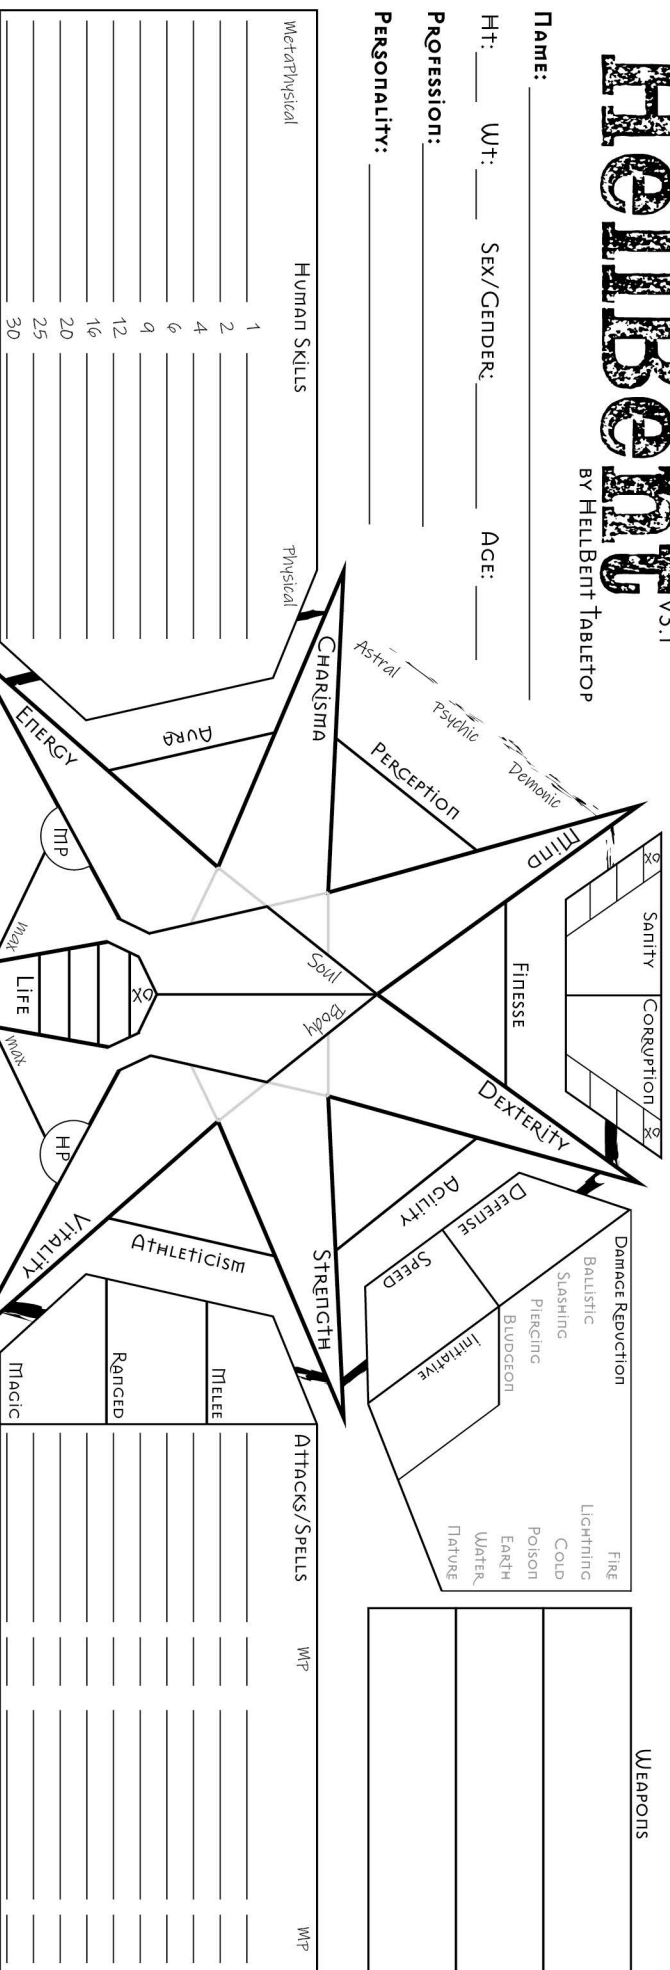 HellBent v3.1
by HellBent Tabletop
Name:
Ht: Wt: Sex/Gender: Age:
Profession:
Personality:
Astral
Psychic
Demonic
Sanity
Corruption
x9
x9
Weapons
Damage Reduction
Ballistic
Slashing
Piercing
Bludgeon
Fire
Lightning
Cold
Poison
Earth
Water
Nature
Defense
Speed
Initiative
Mind
Finesse
Dexterity
Perception
Agility
Charisma
Strength
Soul
Body
Aura
Athleticism
Energy
Vitality
MP
max
x9
Life
max
HP
MetaPhysical
Human Skills
Physical
1
2
4
6
9
12
16
20
25
30
Melee
Ranged
Magic
Attacks/Spells
MP
MP